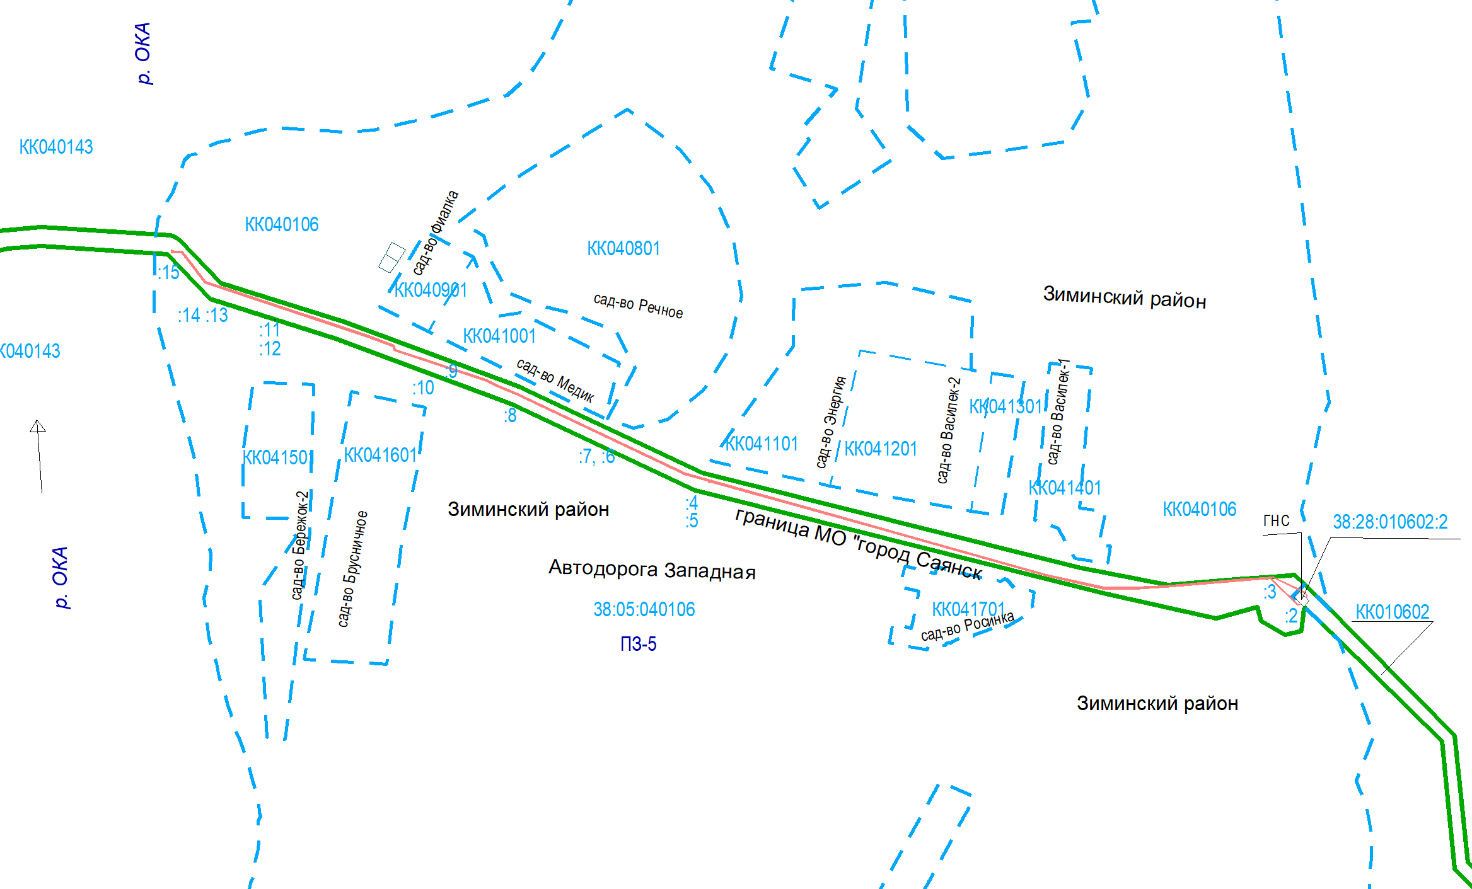 р. ОКА
КК040143
КК040106
сад-во Фиалка
КК040801
КК040901
сад-во Речное
Зиминский район
:15
:14 :13
:11
:12
КК041001
К040143
сад-во Медик
:9
:10
:8
сад-во Энергия
сад-во Василек-2
КК041301
сад-во Василек-1
КК041101
КК041201
КК041501
КК041601
:7, :6
КК041401
:4
:5
Зиминский район
КК040106
граница МО "город Саянск
ГНС
38:28:010602:2
сад-во Бережок-2
сад-во Брусничное
р. ОКА
Автодорога Западная
38:05:040106
ПЗ-5
КК041701
сад-во Росинка
:3
:2
КК010602
Зиминский район